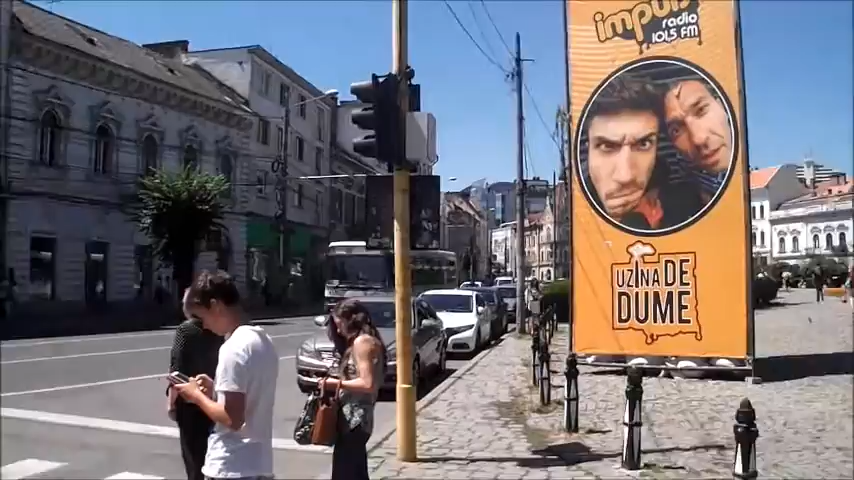 impuls
radio
101,5 FM
UZINA DE
DUME